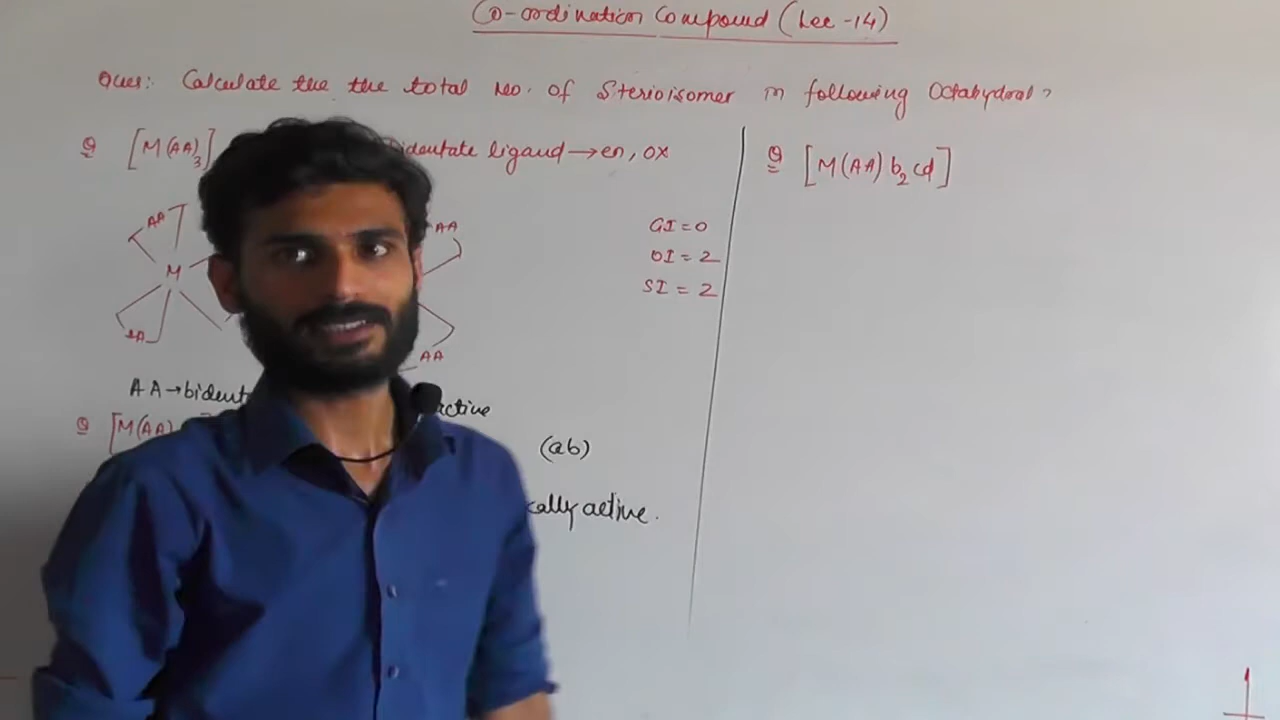 Co-ordination Compound (Lec-14)
Ques: Calculate the the total No. of Sterioisomer in following Octahydral?
Q [M(AA)3] identate ligand → en, ox
AA AA
M
AA AA
GI = 0
OI = 2
SI = 2
AA → bident active
Q [M(AA) (ab)
cally active.
Q [M(AA) b2 cd]